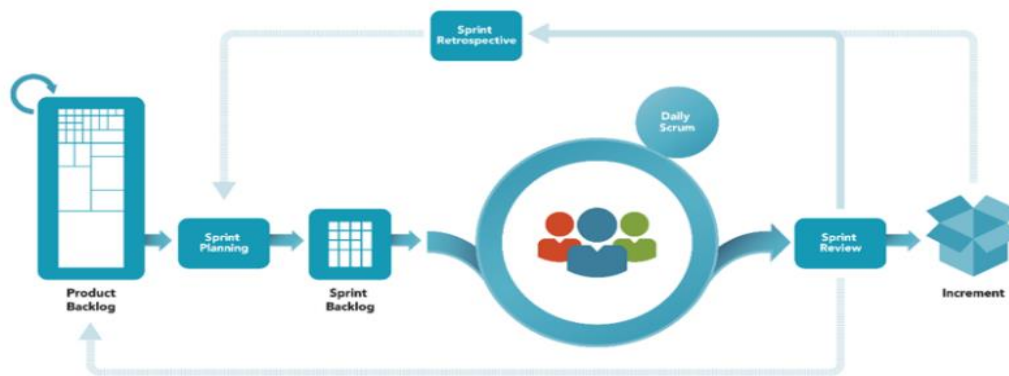 Sprint
Retrospective
Daily
Scrum
Product
Backlog
Sprint
Planning
Sprint
Backlog
Sprint
Review
Increment